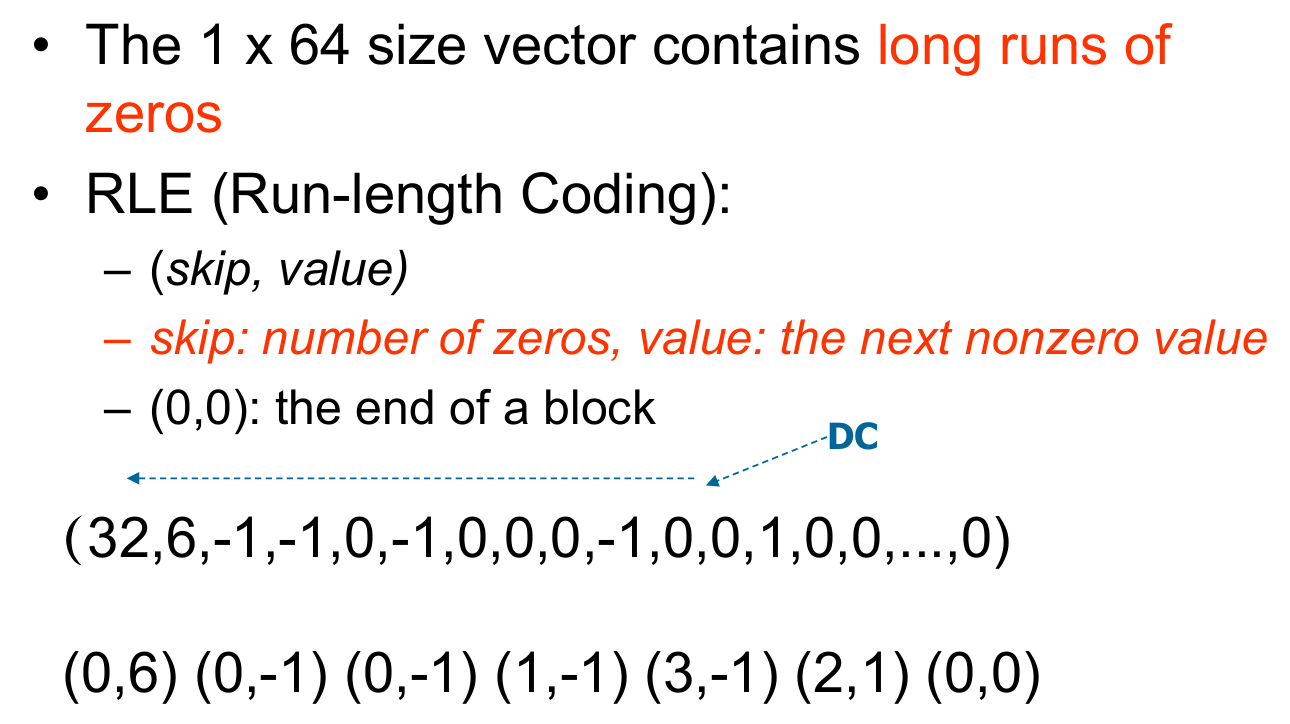 • The 1 x 64 size vector contains long runs of
zeros
• RLE (Run-length Coding):
– (skip, value)
– skip: number of zeros, value: the next nonzero value
– (0,0): the end of a block
DC
(32,6,-1,-1,0,-1,0,0,0,-1,0,0,1,0,0,...,0)
(0,6) (0,-1) (0,-1) (1,-1) (3,-1) (2,1) (0,0)